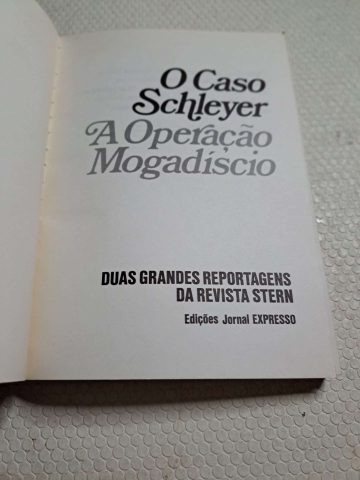 O Caso
Schleyer
A Operação
Mogadíscio
DUAS GRANDES REPORTAGENS
DA REVISTA STERN
Edições Jornal EXPRESSO